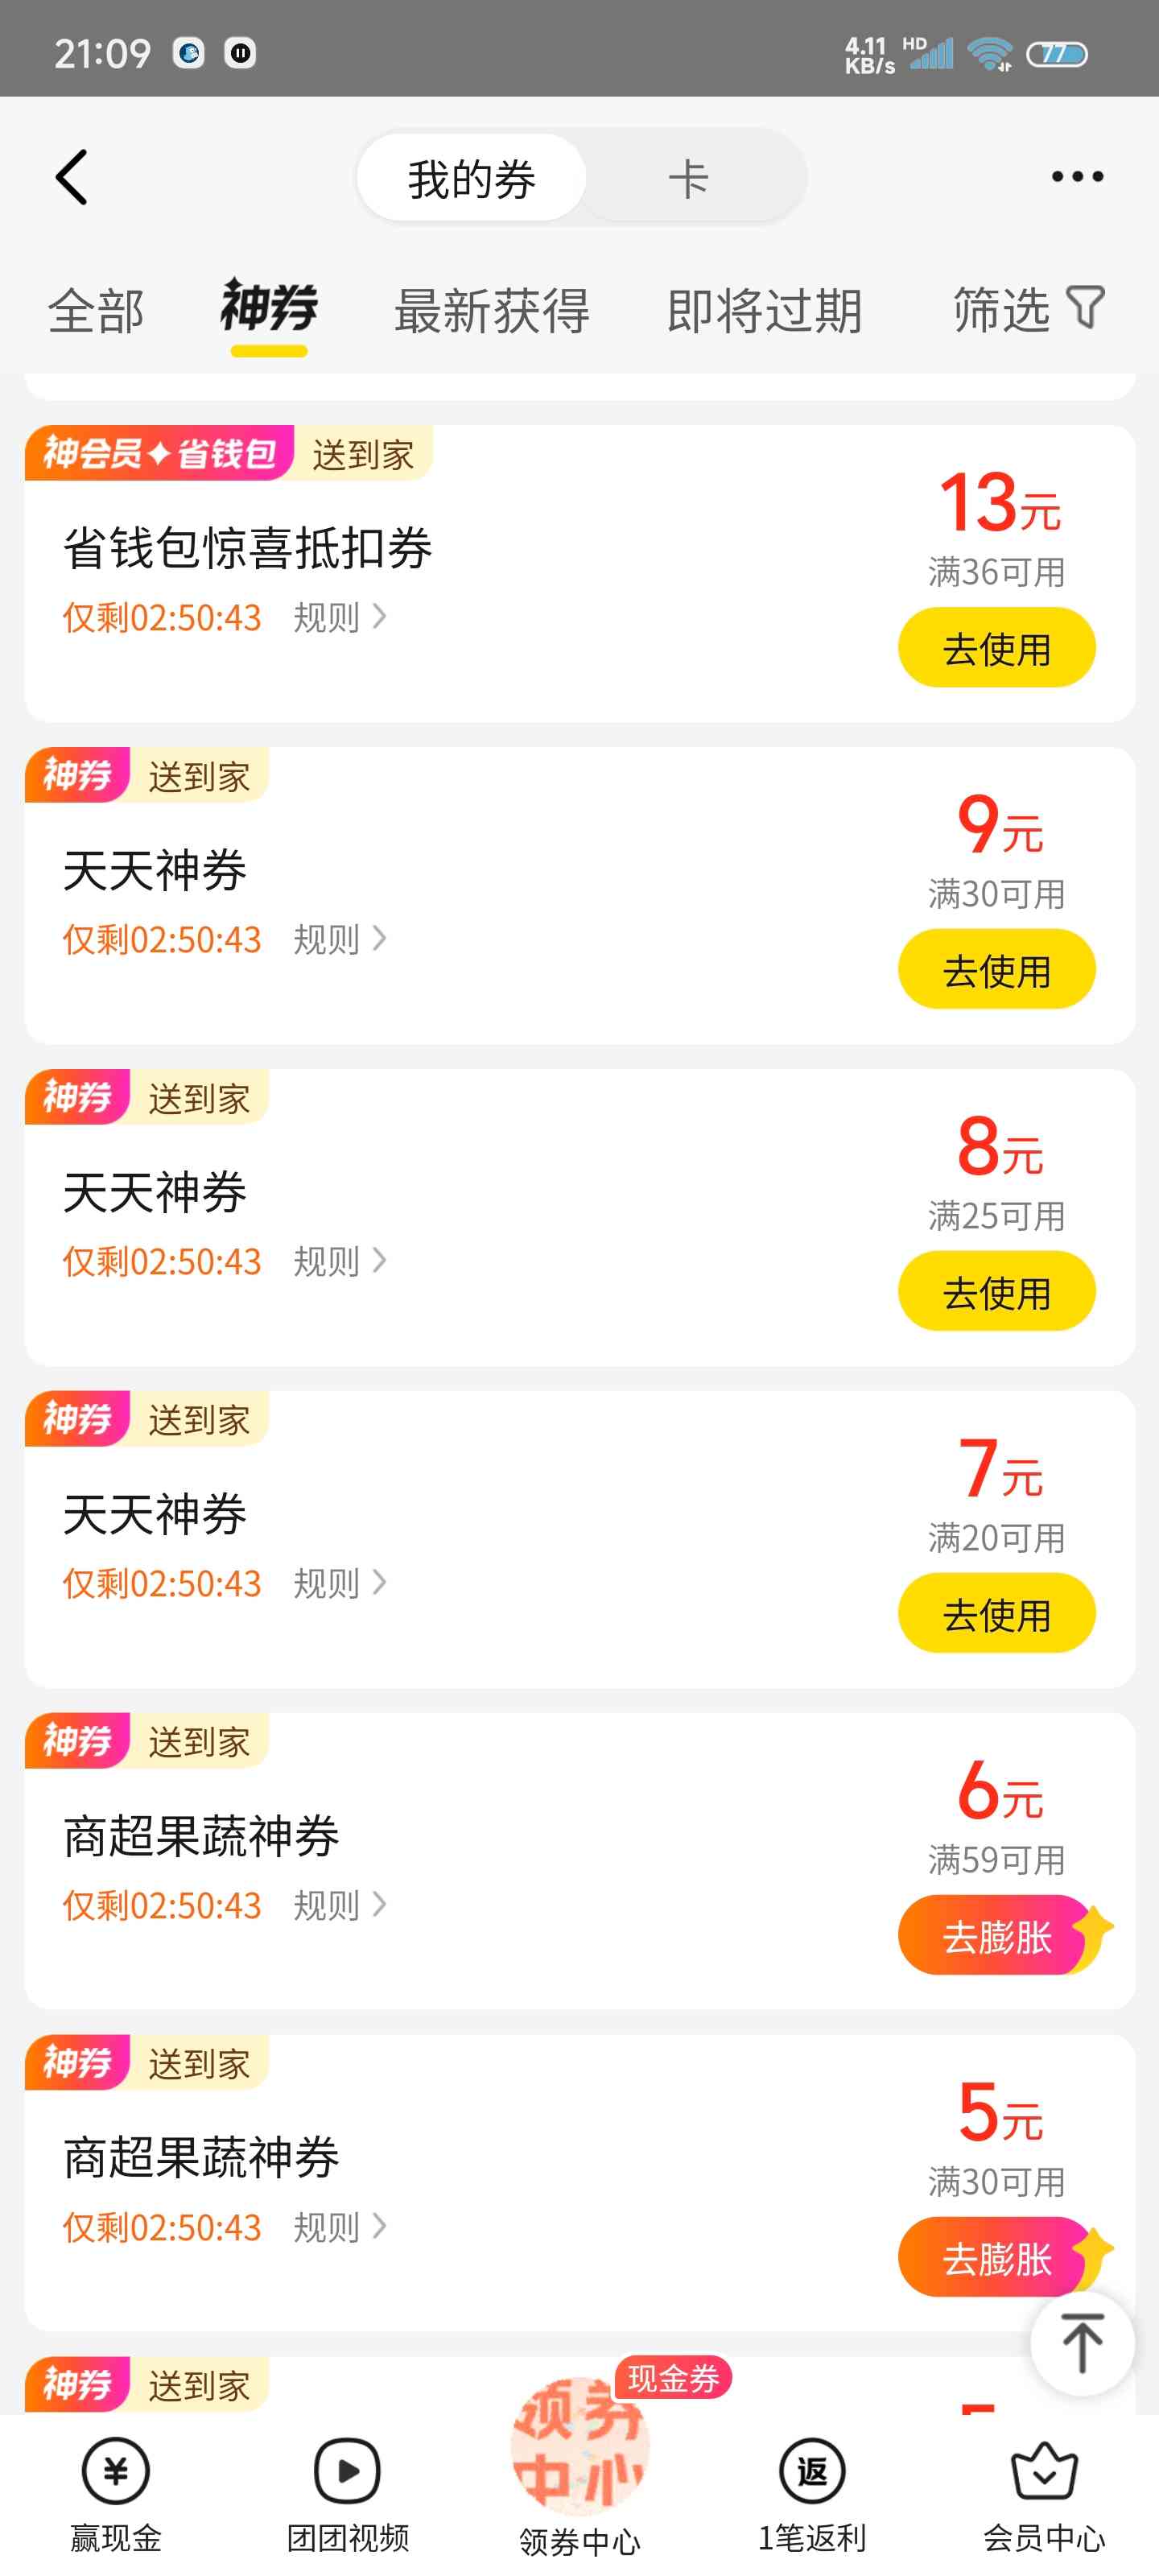 21:09
4.11 KB/s
HD
77
我的券
卡
全部
神券
最新获得
即将过期
筛选
神会员 省钱包
送到家
省钱包惊喜抵扣券
仅剩02:50:43
规则
13元
满36可用
去使用
神券
送到家
天天神券
仅剩02:50:43
规则
9元
满30可用
去使用
神券
送到家
天天神券
仅剩02:50:43
规则
8元
满25可用
去使用
神券
送到家
天天神券
仅剩02:50:43
规则
7元
满20可用
去使用
神券
送到家
商超果蔬神券
仅剩02:50:43
规则
6元
满59可用
去膨胀
神券
送到家
商超果蔬神券
仅剩02:50:43
规则
5元
满30可用
去膨胀
神券
送到家
现金券
领券
中心
¥
返
赢现金
团团视频
领券中心
1笔返利
会员中心